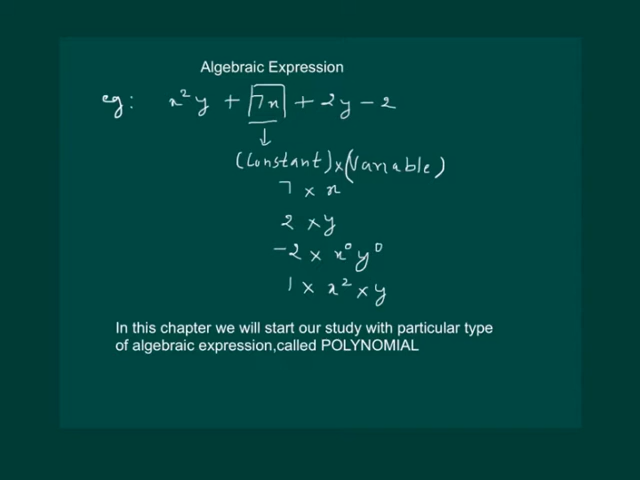 Algebraic Expression
eg: x²y + 7x + 2y - 2
(Constant)×(Variable)
7 × x
2 × y
-2 × x⁰y⁰
1 × x² × y
In this chapter we will start our study with particular type
of algebraic expression,called POLYNOMIAL